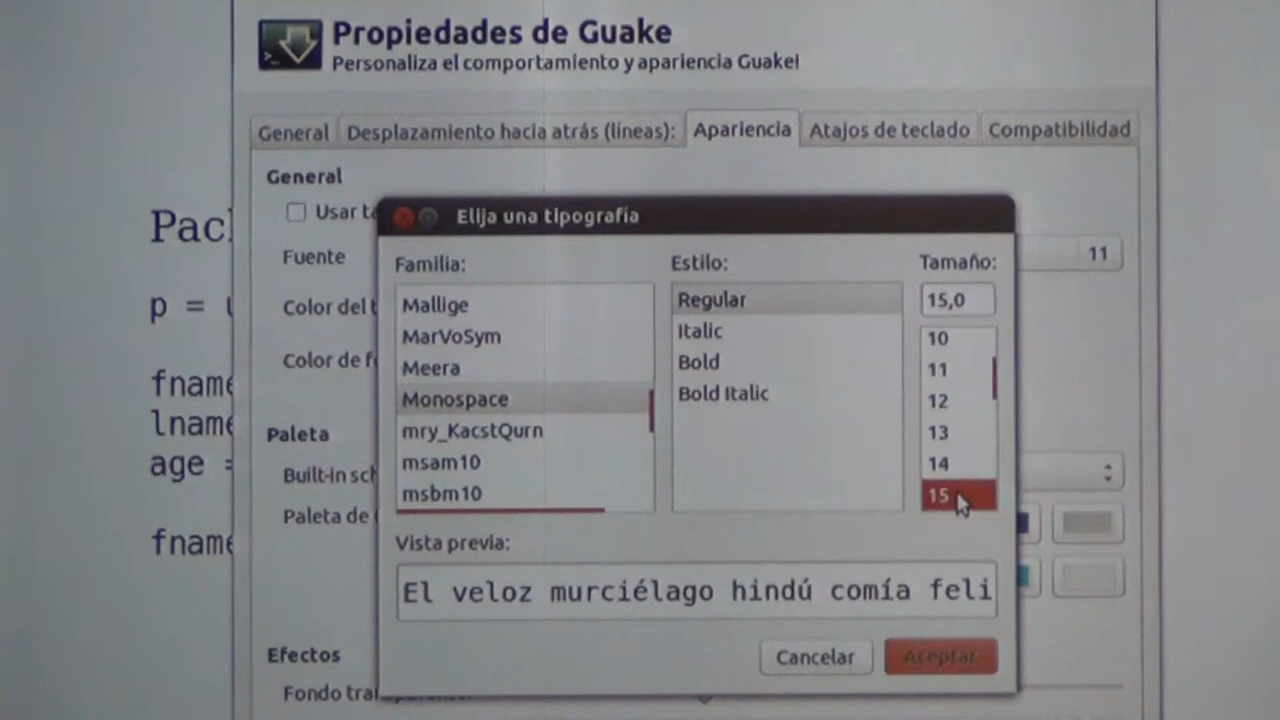 Propiedades de Guake
Personaliza el comportamiento y apariencia Guake!
General
Desplazamiento hacia atrás (líneas):
Apariencia
Atajos de teclado
Compatibilidad
General
Usar
Elija una tipografía
Fuente
11
Familia:
Estilo:
Tamaño:
Mallige
Regular
15,0
p =
Color del
MarVoSym
Italic
10
Color de
Meera
Bold
11
fname
Monospace
Bold Italic
12
lname
Paleta
mry_KacstQurn
13
age =
Built-in
msam10
14
Paleta de
msbm10
15
fname
Vista previa:
El veloz murciélago hindú comía feli
Efectos
Cancelar
Aceptar
Fondo